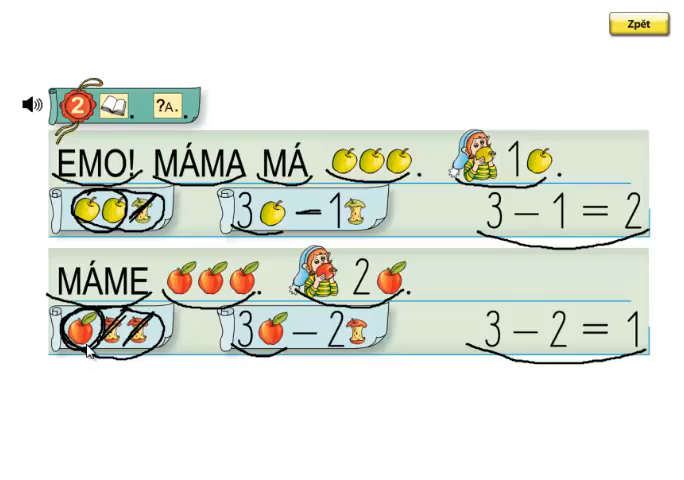 Zpět
2 . ?A. .
EMO! MÁMA MÁ . 1 .
3 – 1 3 – 1 = 2
MÁME . 2 .
3 – 2 3 – 2 = 1